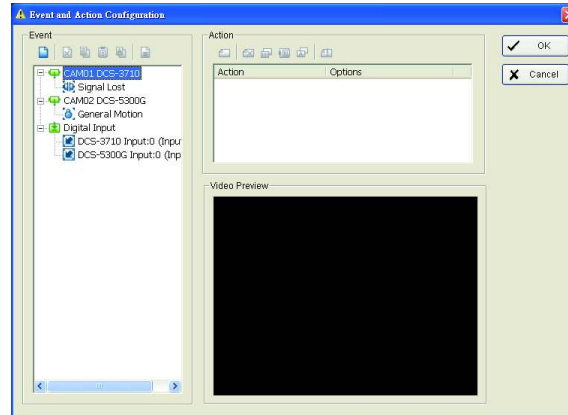 Event and Action Configuration
Event
CAM01 DCS-3710
Signal Lost
CAM02 DCS-5300G
General Motion
Digital Input
DCS-3710 Input:0 (Inpu
DCS-5300G Input:0 (Inp
Action
Action Options
Video Preview
OK
Cancel